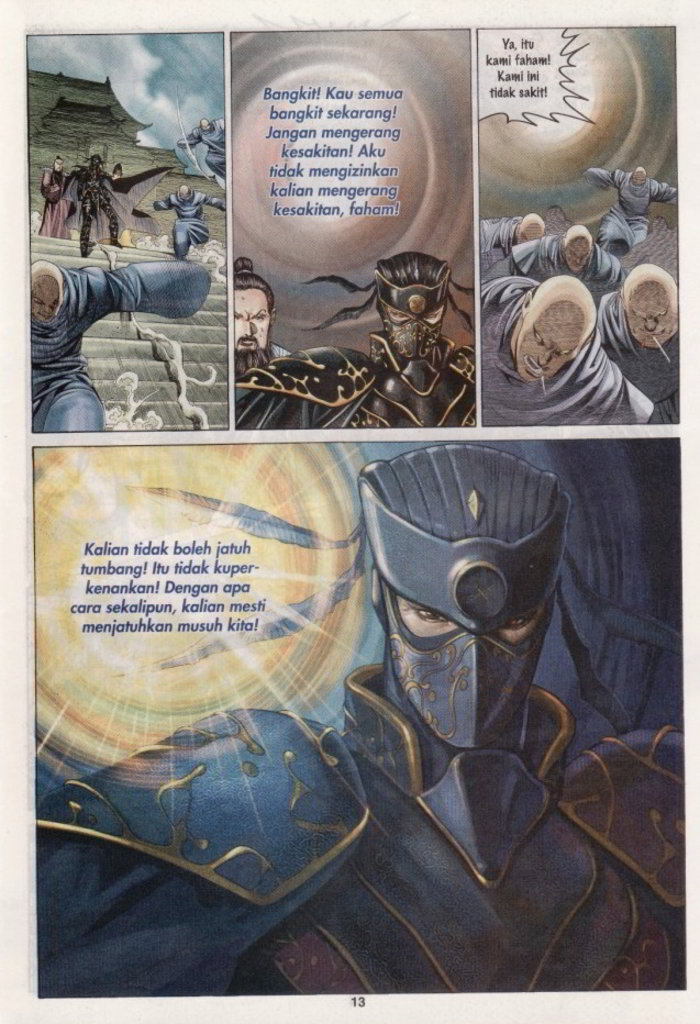 Bangkit! Kau semua
bangkit sekarang!
Jangan mengerang
kesakitan! Aku
tidak mengizinkan
kalian mengerang
kesakitan, faham!
Ya, itu
kami faham!
Kami ini
tidak sakit!
Kalian tidak boleh jatuh
tumbang! Itu tidak kuper-
kenankan! Dengan apa
cara sekalipun, kalian mesti
menjatuhkan musuh kita!
13